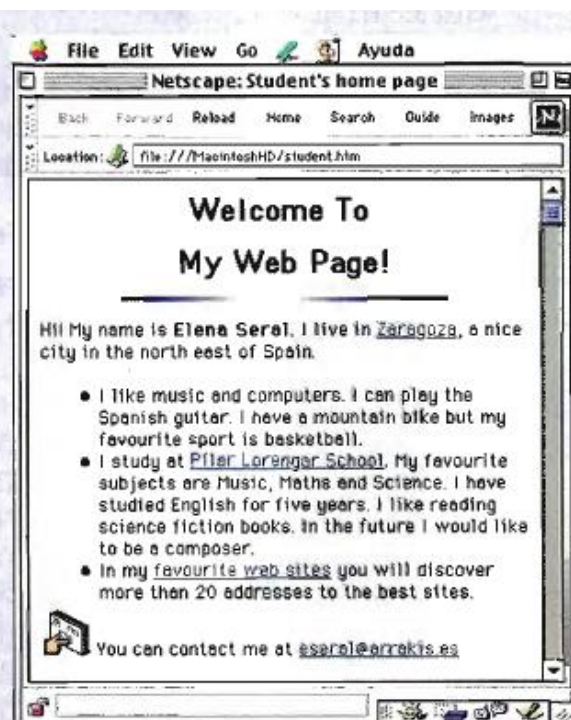 File Edit View Go Ayuda
Netscape: Student's home page
Back Forward Reload Home Search Guide Images N
Location: file:///MacintoshHD/student.htm
Welcome To
My Web Page!
Hi! My name is Elena Seral. I live in Zaragoza, a nice
city in the north east of Spain.
• I like music and computers. I can play the
Spanish guitar. I have a mountain bike but my
favourite sport is basketball.
• I study at Pilar Lorengar School. My favourite
subjects are Music, Maths and Science. I have
studied English for five years. I like reading
science fiction books. In the future I would like
to be a composer.
• In my favourite web sites you will discover
more than 20 addresses to the best sites.
You can contact me at eseral@arrakis.es